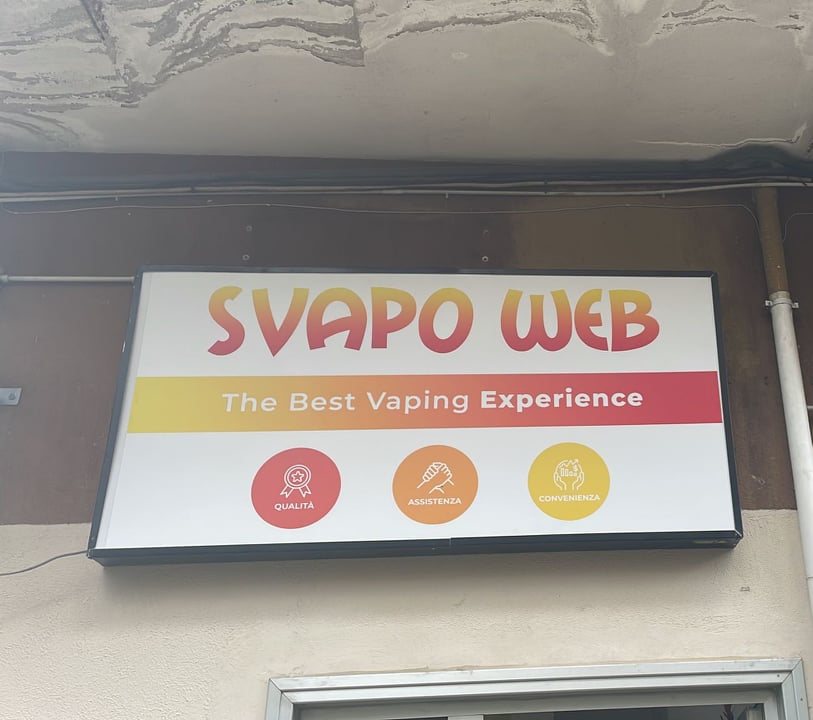 SVAPO WEB
The Best Vaping Experience
QUALITÀ
ASSISTENZA
CONVENIENZA